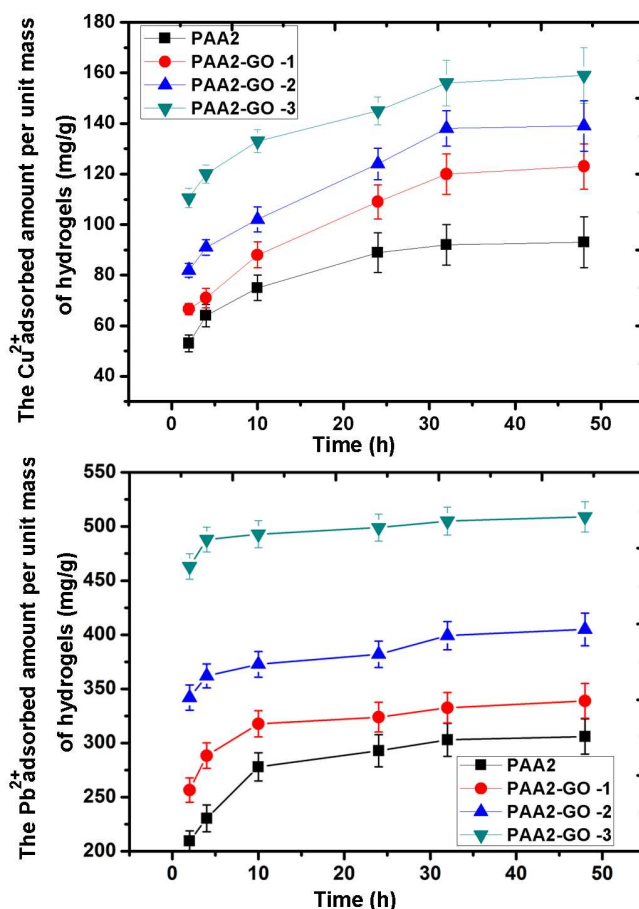 The Cu2+ adsorbed amount per unit mass
of hydrogels (mg/g)
180
160
140
120
100
80
60
40
PAA2
PAA2-GO -1
PAA2-GO -2
PAA2-GO -3
0 10 20 30 40 50
Time (h)
The Pb2+ adsorbed amount per unit mass
of hydrogels (mg/g)
550
500
450
400
350
300
250
200
PAA2
PAA2-GO -1
PAA2-GO -2
PAA2-GO -3
0 10 20 30 40 50
Time (h)